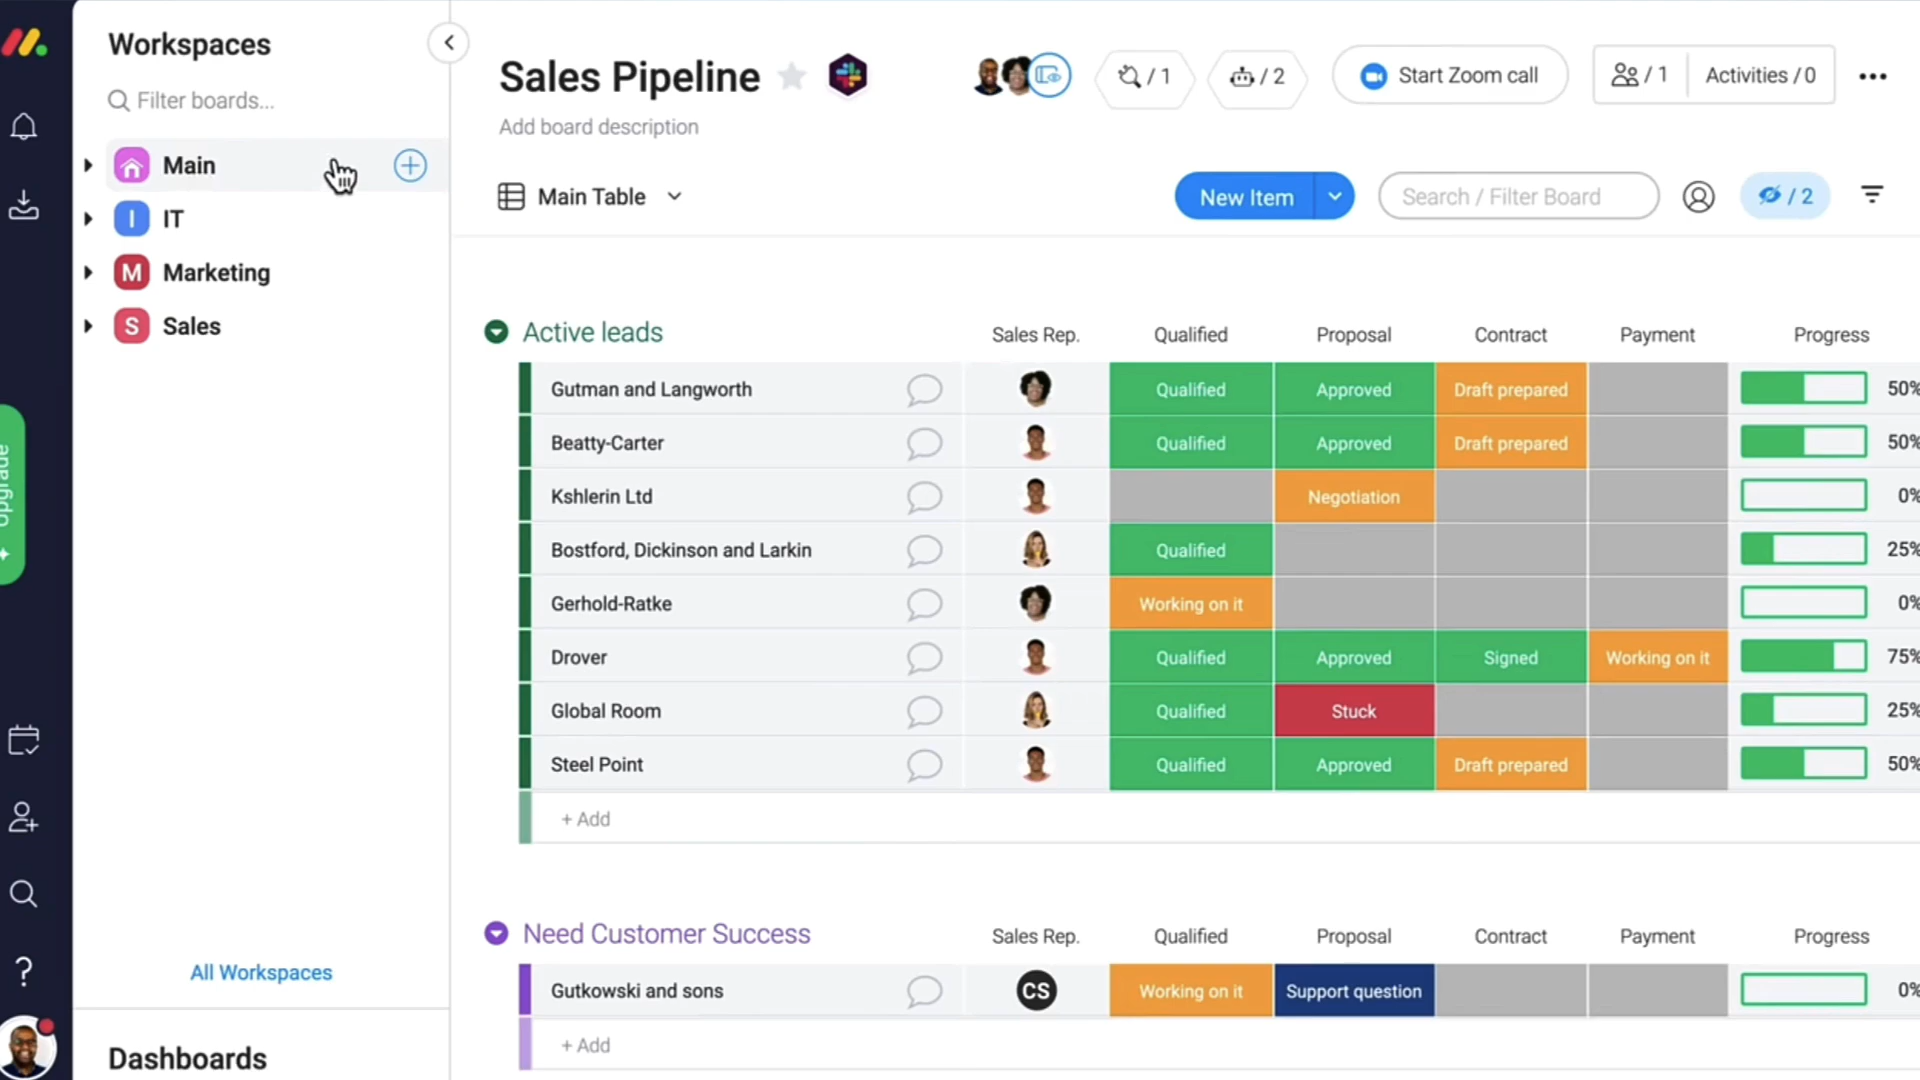 Workspaces
Filter boards...
Main
I IT
M Marketing
S Sales
Upgrade
All Workspaces
Dashboards
Sales Pipeline
/ 1
/ 2
Start Zoom call
/ 1
Activities / 0
Add board description
Main Table
New Item
Search / Filter Board
/ 2
Active leads Sales Rep. Qualified Proposal Contract Payment Progress
Gutman and Langworth Qualified Approved Draft prepared 50%
Beatty-Carter Qualified Approved Draft prepared 50%
Kshlerin Ltd Negotiation 0%
Bostford, Dickinson and Larkin Qualified 25%
Gerhold-Ratke Working on it 0%
Drover Qualified Approved Signed Working on it 75%
Global Room Qualified Stuck 25%
Steel Point Qualified Approved Draft prepared 50%
+ Add
Need Customer Success Sales Rep. Qualified Proposal Contract Payment Progress
Gutkowski and sons CS Working on it Support question 0%
+ Add